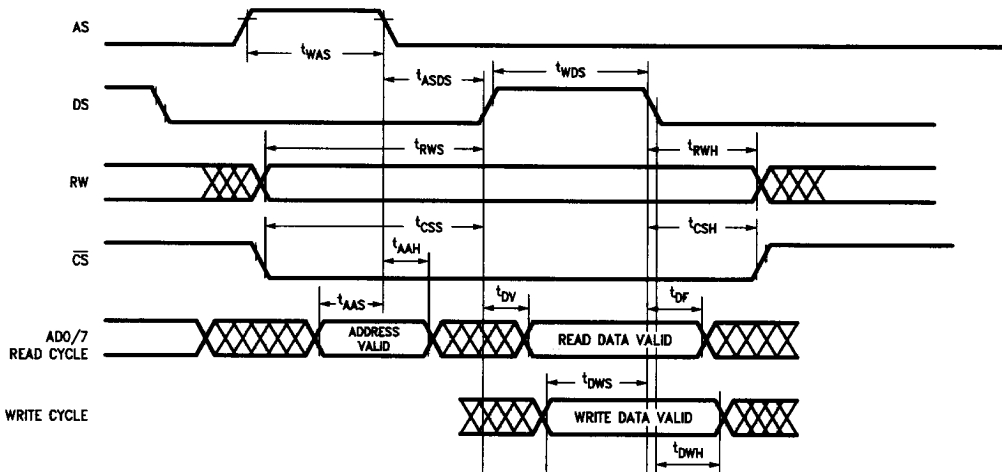 AS
tWAS
tASDS
tWDS
DS
tRWS
tRWH
RW
tCSS
tCSH
tAAH
CS
tAAS
tDV
tDF
AD0/7
READ CYCLE
ADDRESS
VALID
READ DATA VALID
tDWS
WRITE CYCLE
WRITE DATA VALID
tDWH